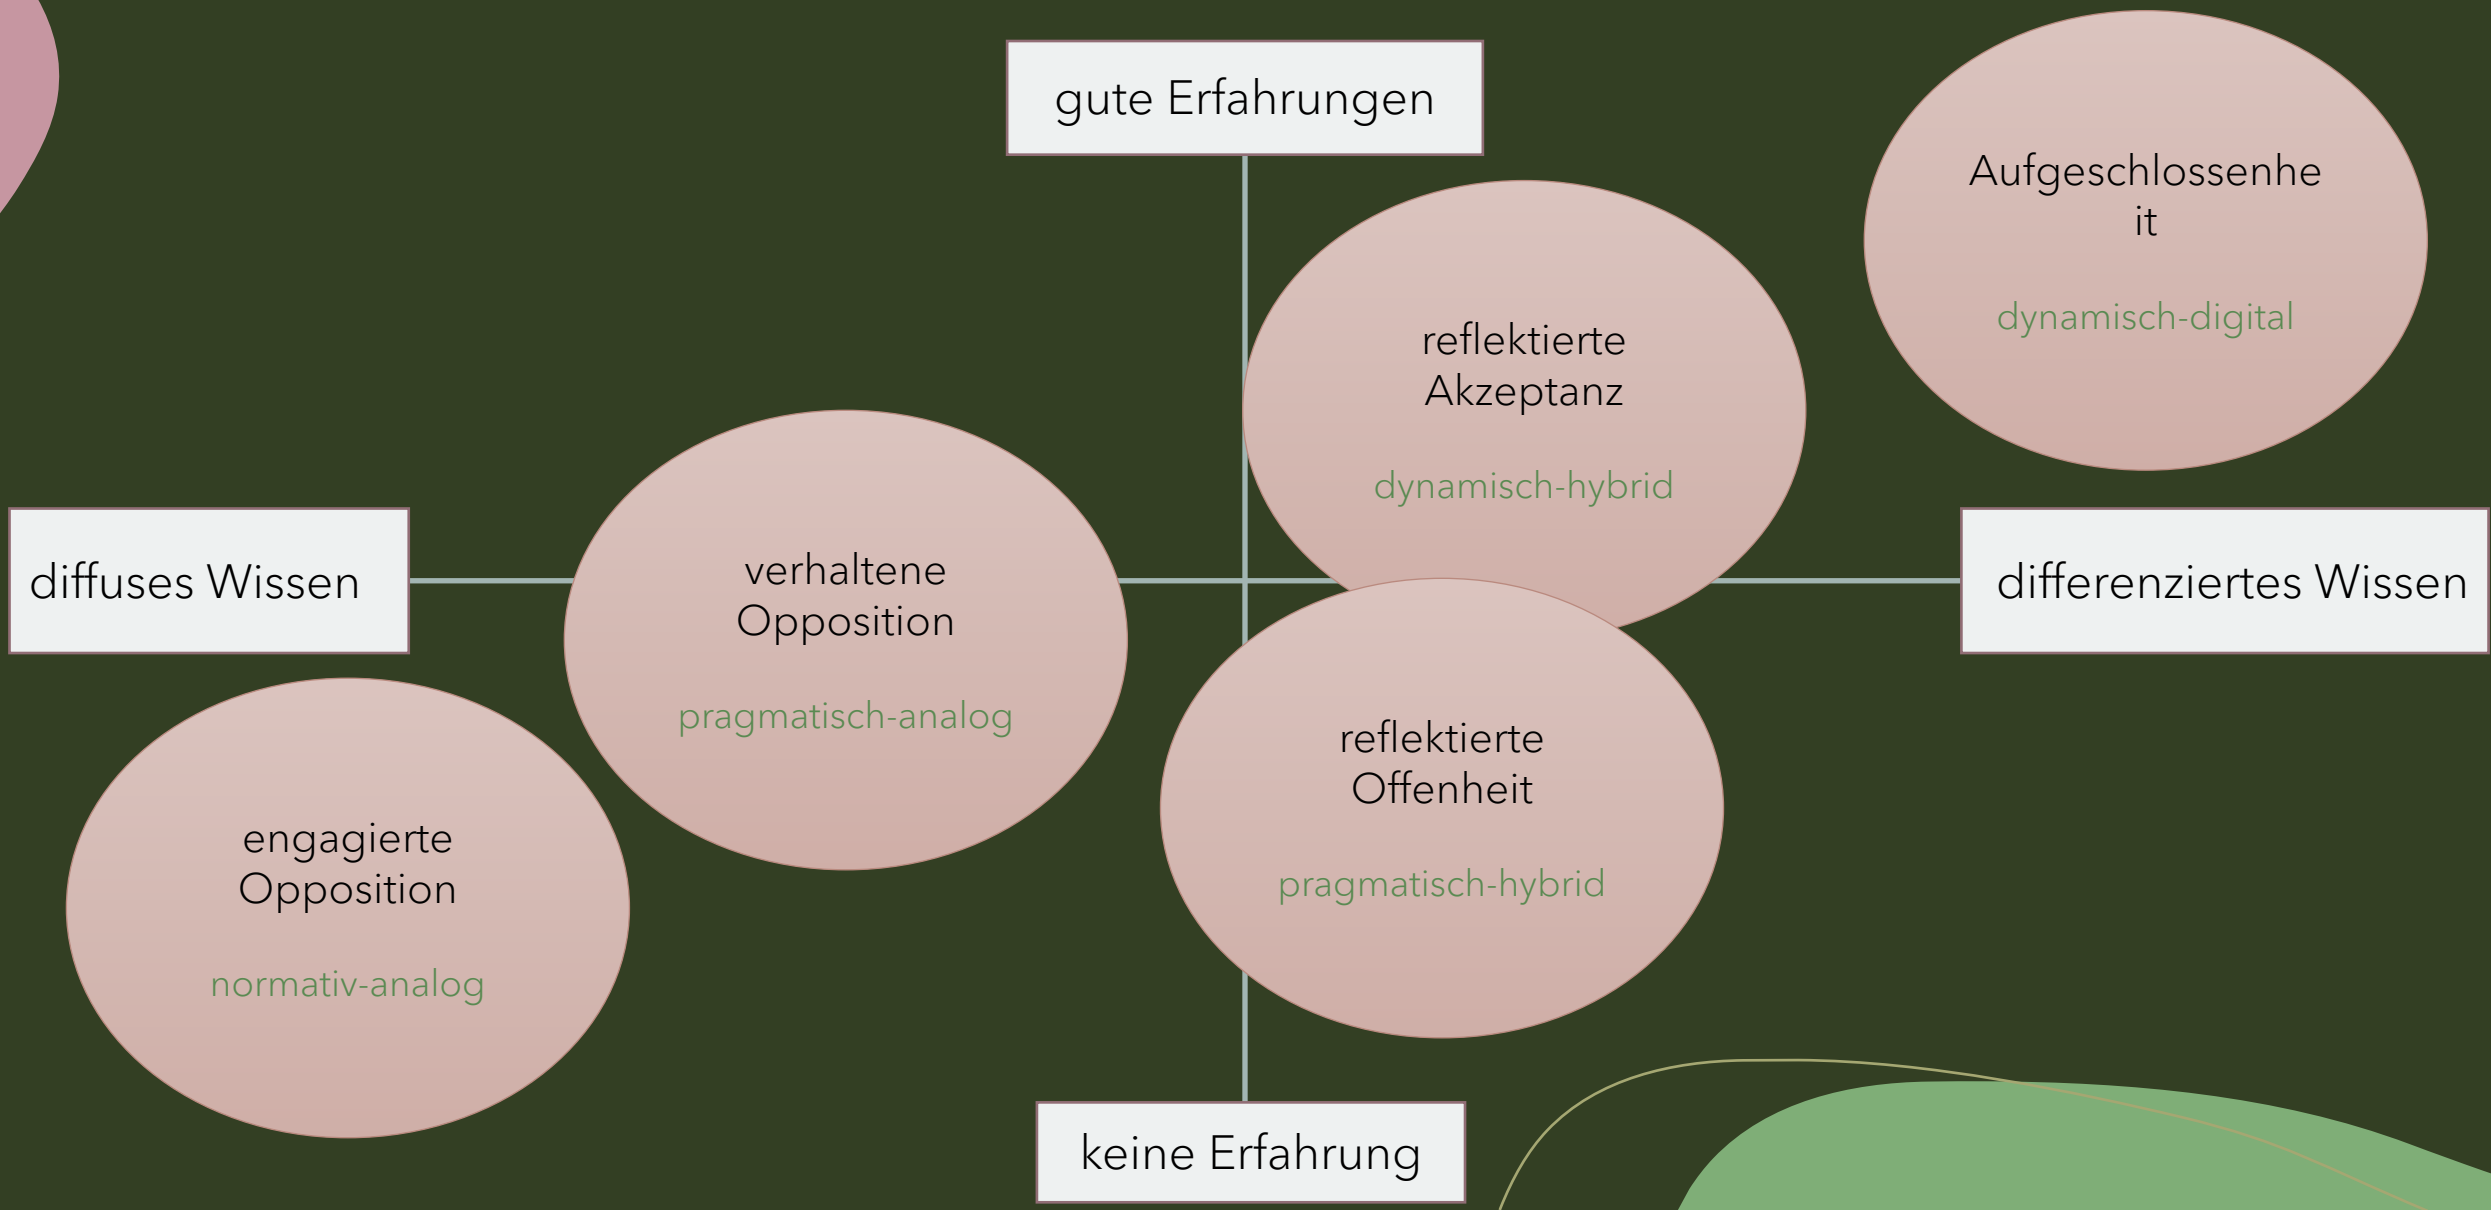 gute Erfahrungen
Aufgeschlossenhe
it
dynamisch-digital
reflektierte
Akzeptanz
dynamisch-hybrid
diffuses Wissen
verhaltene
Opposition
pragmatisch-analog
differenziertes Wissen
engagierte
Opposition
normativ-analog
reflektierte
Offenheit
pragmatisch-hybrid
keine Erfahrung